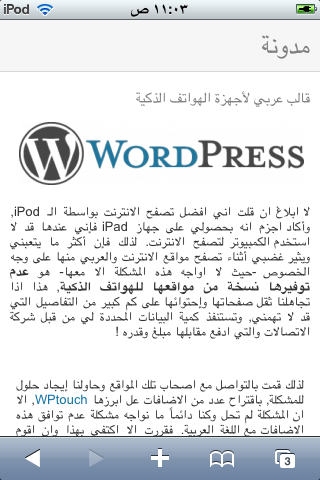 iPod ١١:٠٣ ص
مدونة
قالب عربي لأجهزة الهواتف الذكية
WORDPRESS
لا ابلاغ ان قلت اني افضل تصفح الانترنت بواسطة الـ iPod,
وأكاد اجزم انه بحصولي على جهاز iPad فإني عندها قد لا
استخدم الكمبيوتر لتصفح الانترنت. لذلك فإن أكثر ما يتعبني
ويثير غضبي أثناء تصفح مواقع الانترنت والعربي منها على وجه
الخصوص -حيث لا اواجه هذه المشكلة الا معها- هو عدم
توفيرها نسخة من مواقعها للهواتف الذكية, هذا اذا
تجاهلنا ثقل صفحاتها وإحتوائها على كم كبير من التفاصيل التي
قد لا تهمني, وتستنفذ كمية البيانات المحددة لي من قبل شركة
الاتصالات والتي ادفع مقابلها مبلغ وقدره !
لذلك قمت بالتواصل مع اصحاب تلك المواقع وحاولنا إيجاد حلول
للمشكلة, باقتراح عدد من الاضافات عل ابرزها WPtouch, الا
ان المشكلة لم تحل وكنا دائماً ما نواجه مشكلة عدم توافق هذه
الاضافات مع اللغة العربية. فقررت الا اكتفي بهذا وان اقوم
3